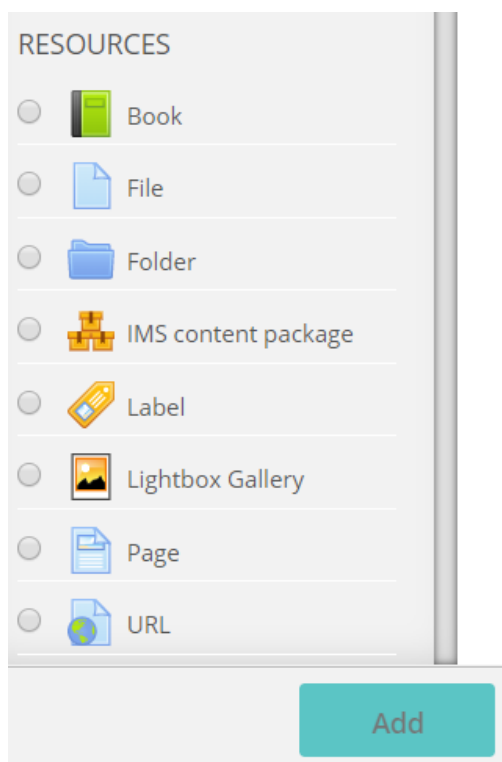 RESOURCES
Book
File
Folder
IMS content package
Label
Lightbox Gallery
Page
URL
Add